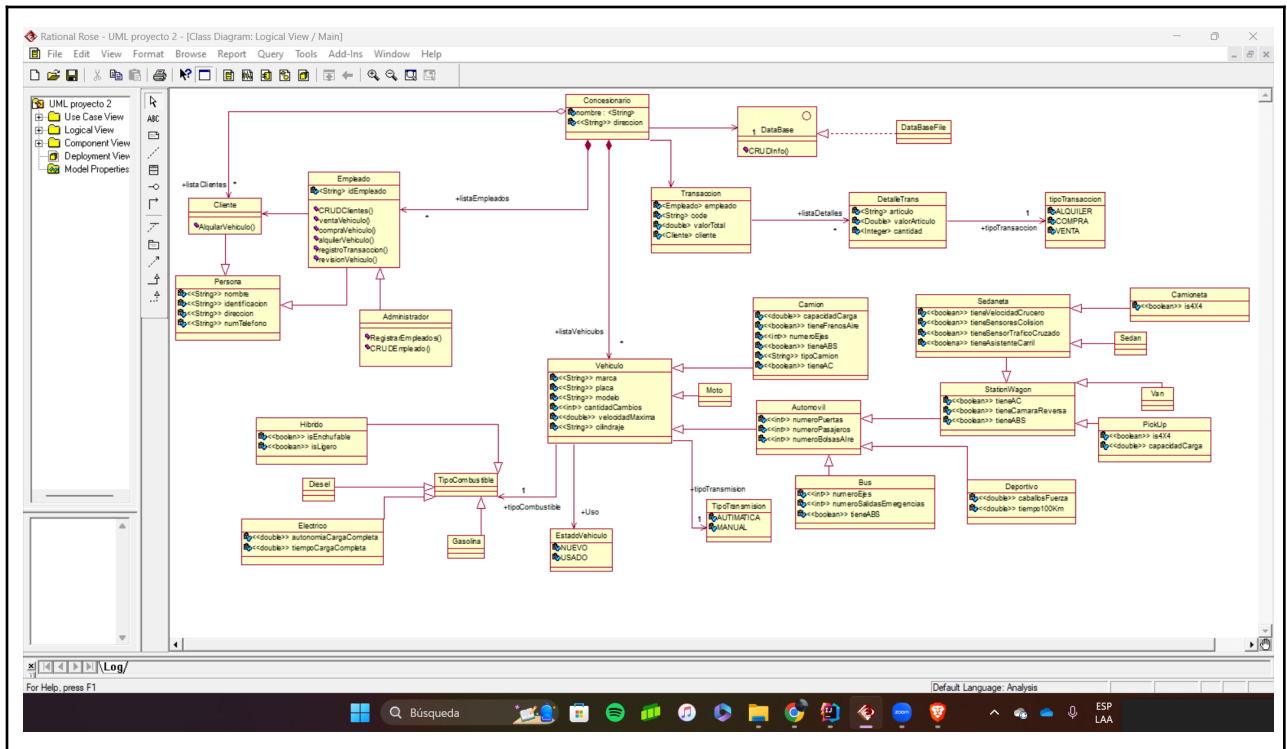 Rational Rose - UML proyecto 2 - [Class Diagram: Logical View / Main]
File Edit View Format Browse Report Query Tools Add-Ins Window Help
UML proyecto 2
Use Case View
Logical View
Component View
Deployment View
Model Properties
ABC
Concesionario
nombre : <String>
<<String>> direccion
1 DataBase
CRUDInfo()
DataBaseFile
+listaClientes *
Cliente
AlquilarVehiculo()
Empleado
<String> idEmpleado
CRUDClientes()
ventaVehiculo()
compraVehiculo()
alquilerVehiculo()
registroTransaccion()
revisionVehiculo()
+listaEmpleados
*
Transaccion
<Empleado> empleado
<String> code
<double> valorTotal
<Cliente> cliente
+listaDetalles
*
DetalleTrans
<String> articulo
<Double> valorArticulo
<Integer> cantidad
1
+tipoTransaccion
tipoTransaccion
ALQUILER
COMPRA
VENTA
Persona
<<String>> nombre
<<String>> identificacion
<<String>> direccion
<<String>> numTelefono
Administrador
RegistrarEmpleados()
CRUDEmpleado()
+listaVehiculos
*
Camion
<<double>> capacidadCarga
<<boolean>> tieneFrenosAire
<<int>> numeroEjes
<<boolean>> tieneABS
<<String>> tipoCamion
<<boolean>> tieneAC
Sedaneta
<<boolean>> tieneVelocidadCrucero
<<boolean>> tieneSensoresColision
<<boolean>> tieneSensorTraficoCruzado
<<boolena>> tieneAsistenteCarril
Camioneta
<<boolean>> is4X4
Sedan
Vehiculo
<<String>> marca
<<String>> placa
<<String>> modelo
<<int>> cantidadCambios
<<double>> velocidadMaxima
<<String>> cilindraje
Moto
Automovil
<<int>> numeroPuertas
<<int>> numeroPasajeros
<<int>> numeroBolsasAire
StationWagon
<<boolean>> tieneAC
<<boolean>> tieneCamaraReversa
<<boolean>> tieneABS
Van
PickUp
<<boolean>> is4X4
<<double>> capacidadCarga
Hibrido
<<boolen>> isEnchufable
<<boolean>> isLigero
Diesel
TipoCombustible
1
+tipoCombustible
Electrico
<<double>> autonomiaCargaCompleta
<<double>> tiempoCargaCompleta
Gasolina
+Uso
EstadoVehiculo
NUEVO
USADO
+tipoTransmision
1
TipoTransmision
AUTIMATICA
MANUAL
Bus
<<int>> numeroEjes
<<int>> numeroSalidasEmergencias
<<boolean>> tieneABS
Deportivo
<<double>> caballosFuerza
<<double>> tiempo100Km
Log
For Help, press F1
Default Language: Analysis
Búsqueda
zoom
ESP
LAA